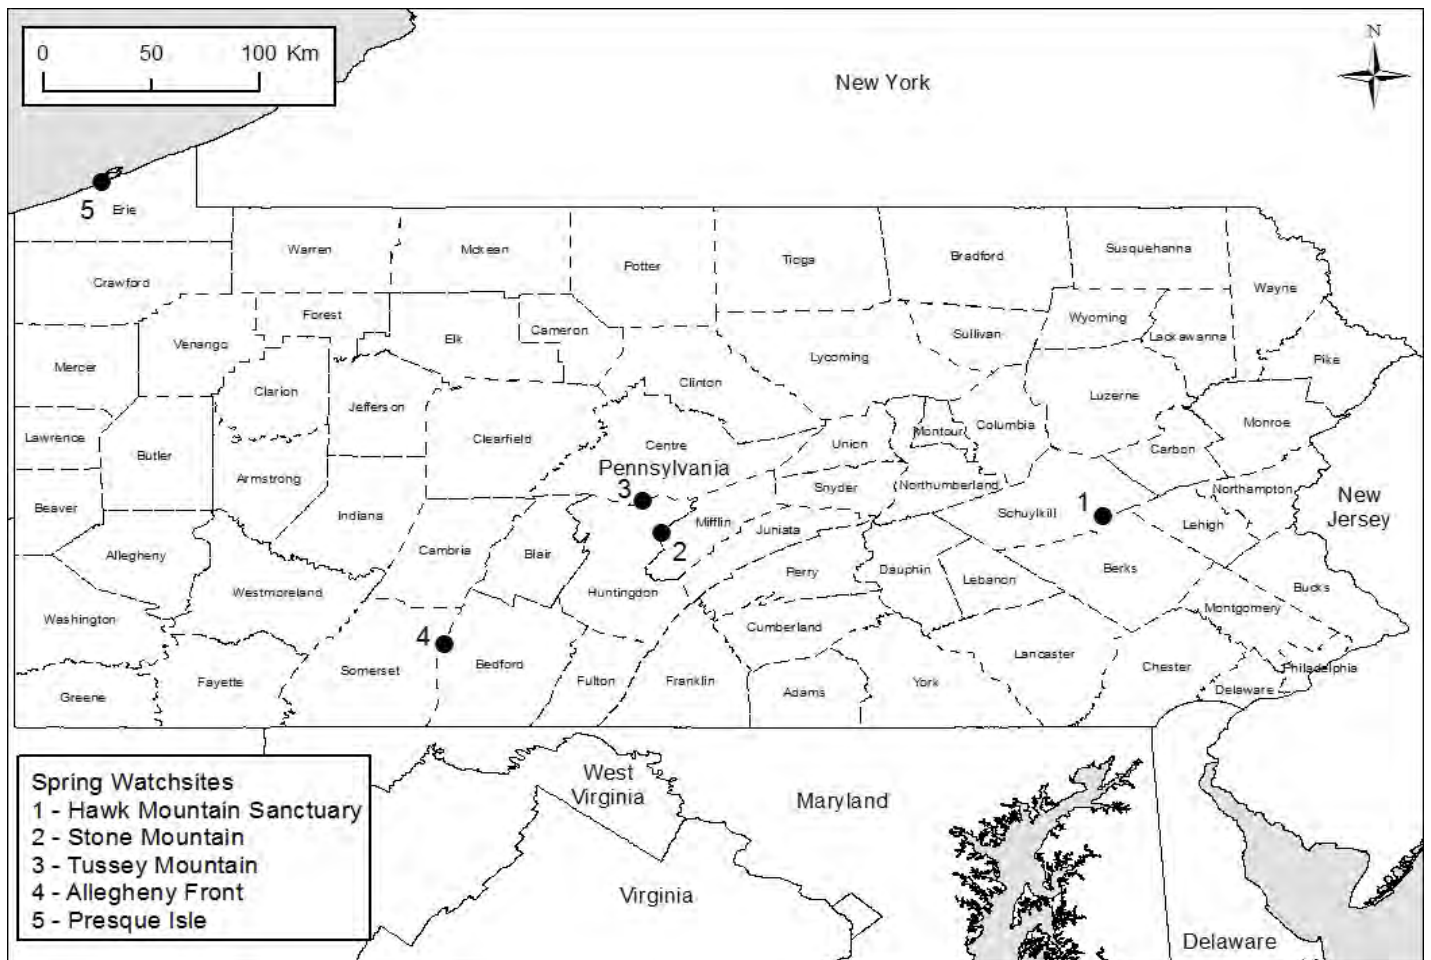 0 50 100 Km
N
New York
5
Erie
Warren
Mckean
Potter
Tioga
Bradford
Susquehanna
Wayne
Crawford
Forest
Venango
Elk
Cameron
Lycoming
Sullivan
Wyoming
Lackawanna
Pike
Mercer
Clarion
Jefferson
Clinton
Luzerne
Monroe
Lawrence
Butler
Clearfield
Centre
Union
Montour
Columbia
Carbon
Pennsylvania
Armstrong
3
Snyder
Northumberland
Northampton
New
Jersey
Beaver
Indiana
Mifflin
Juniata
Schuylkill
1
Lehigh
Allegheny
Cambria
Blair
2
Perry
Dauphin
Lebanon
Berks
Bucks
Westmoreland
Huntingdon
Montgomery
Washington
4
Cumberland
Somerset
Bedford
Lancaster
Chester
Philadelphia
Greene
Fayette
Fulton
Franklin
Adams
York
Delaware
Spring Watchsites
1 - Hawk Mountain Sanctuary
2 - Stone Mountain
3 - Tussey Mountain
4 - Allegheny Front
5 - Presque Isle
West
Virginia
Maryland
Virginia
Delaware